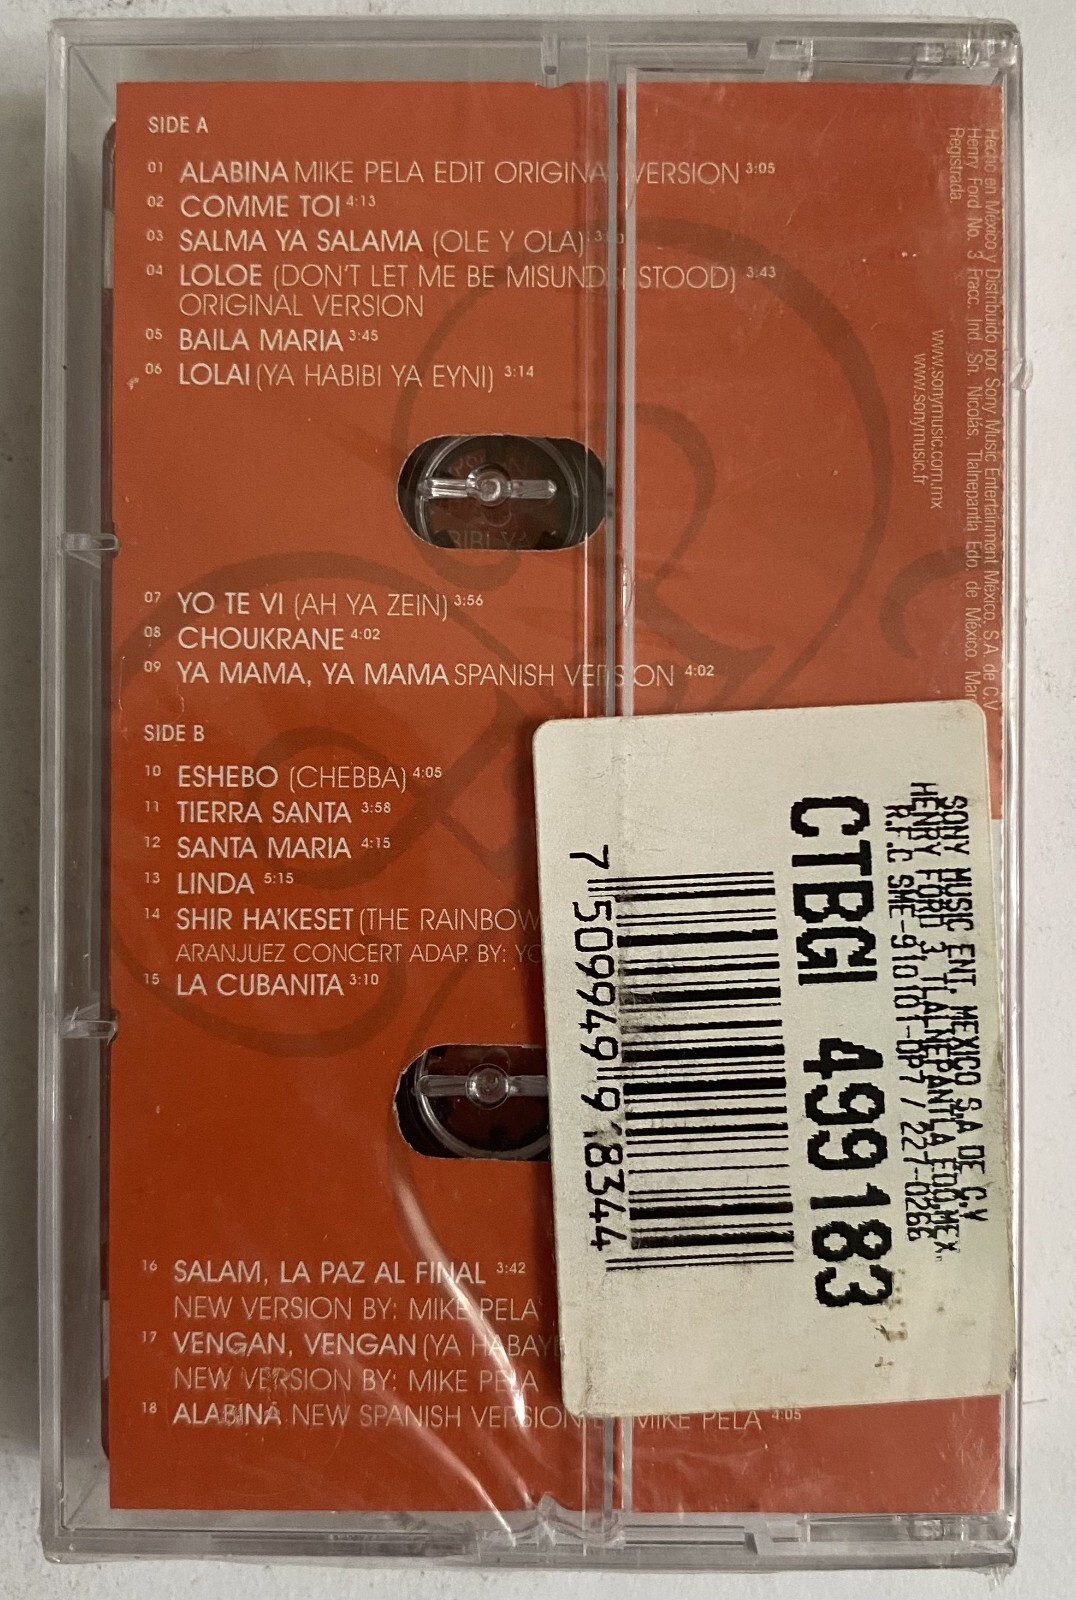 SIDE A
01 ALABINA MIKE PELA EDIT ORIGINAL VERSION 3:05
02 COMME TOI 4:13
03 SALMA YA SALAMA (OLE Y OLA)
04 LOLOE (DON'T LET ME BE MISUNDERSTOOD) 3:43
ORIGINAL VERSION
05 BAILA MARIA 3:45
06 LOLAI (YA HABIBI YA EYNI) 3:14
07 YO TE VI (AH YA ZEIN) 3:56
08 CHOUKRANE 4:02
09 YA MAMA, YA MAMA SPANISH VERSION 4:02
SIDE B
10 ESHEBO (CHEBBA) 4:05
11 TIERRA SANTA 3:58
12 SANTA MARIA 4:15
13 LINDA 5:15
14 SHIR HA'KESET (THE RAINBOW
ARANJUEZ CONCERT ADAP. BY: YO
15 LA CUBANITA 3:10
16 SALAM, LA PAZ AL FINAL 3:42
NEW VERSION BY: MIKE PELA
17 VENGAN, VENGAN (YA HABAY
NEW VERSION BY: MIKE PELA
18 ALABINA NEW SPANISH VERSION MIKE PELA 4:05
Hecho en México y Distribuido por Sony Music Entertainment México, S.A. de C.V
Henry Ford No. 3 Fracc. Ind. Sn. Nicolás, Tlalnepantla Edo. de México. Mar
Registrada.
www.sonymusic.com.mx
www.sonymusic.fr
SONY MUSIC ENT. MEXICO S.A DE C.V
HENRY FORD 3 TLALNEPANTLA EDO.MEX.
R.F.C SME-910101-DP7 / 227-0266
CTBGI 499183
7 509949 918344